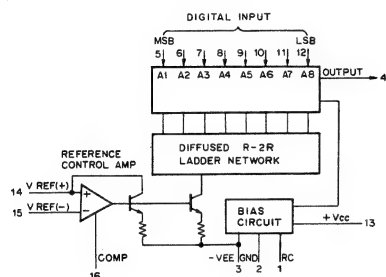 DIGITAL INPUT
MSB LSB
5 6 7 8 9 10 11 12
A1 A2 A3 A4 A5 A6 A7 A8
OUTPUT 4
DIFFUSED R-2R
LADDER NETWORK
REFERENCE
CONTROL AMP
14 V REF(+)
+
15 V REF(-)
-
BIAS
CIRCUIT
+Vcc 13
COMP
16
-VEE GND RC
3 2 1